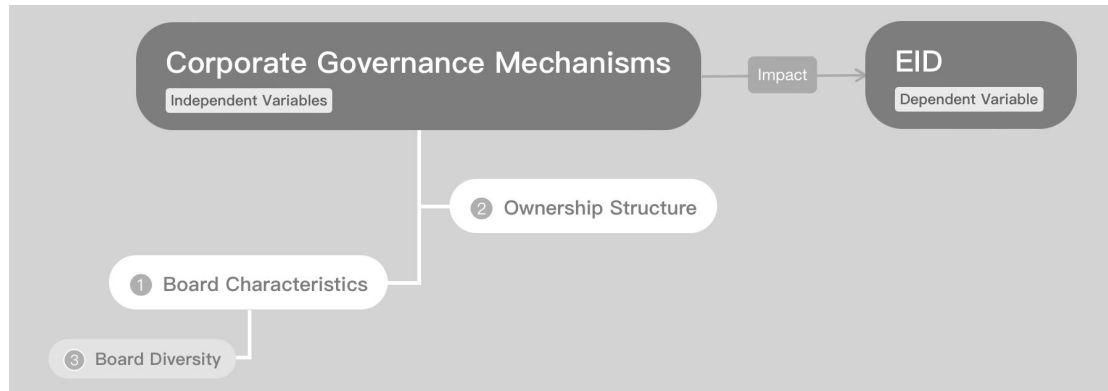 Corporate Governance Mechanisms
Independent Variables
Impact
EID
Dependent Variable
2 Ownership Structure
1 Board Characteristics
3 Board Diversity